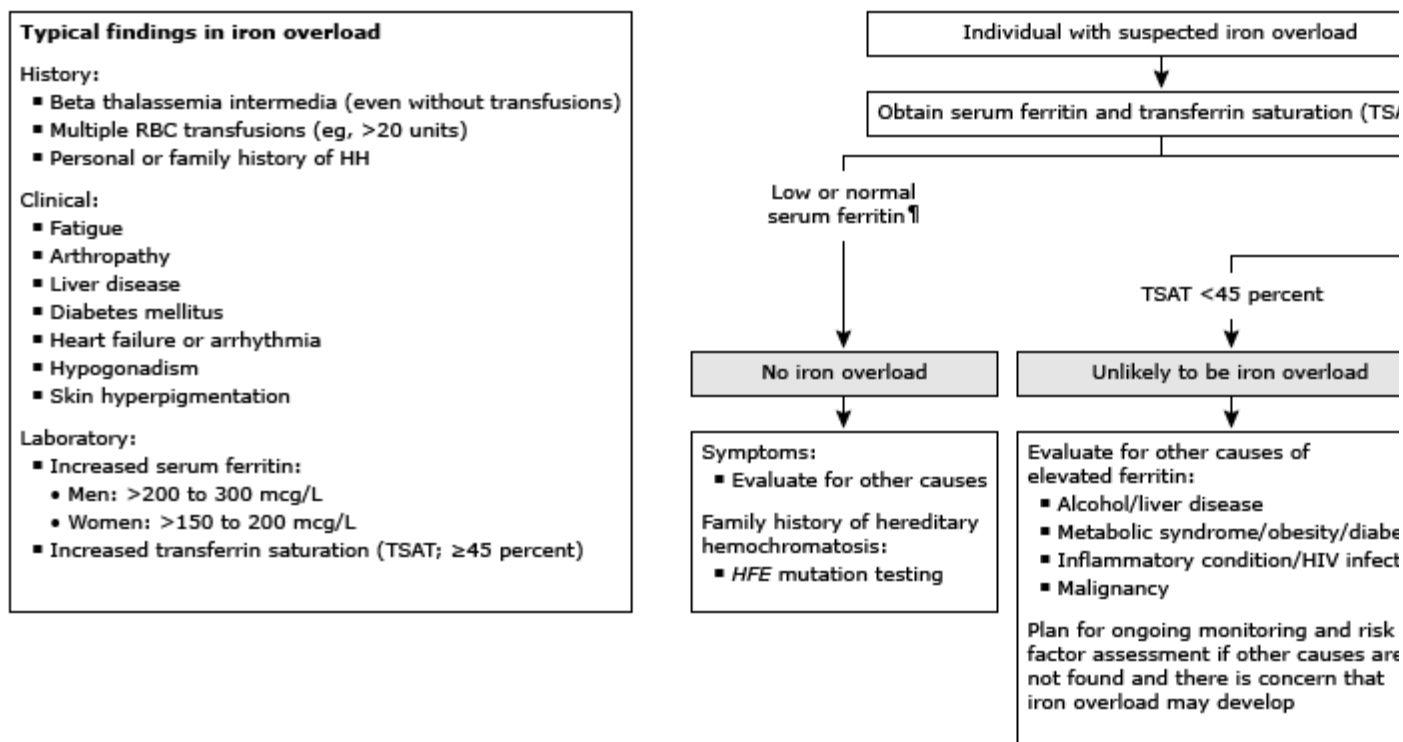 Typical findings in iron overload
History:
▪ Beta thalassemia intermedia (even without transfusions)
▪ Multiple RBC transfusions (eg, >20 units)
▪ Personal or family history of HH
Clinical:
▪ Fatigue
▪ Arthropathy
▪ Liver disease
▪ Diabetes mellitus
▪ Heart failure or arrhythmia
▪ Hypogonadism
▪ Skin hyperpigmentation
Laboratory:
▪ Increased serum ferritin:
• Men: >200 to 300 mcg/L
• Women: >150 to 200 mcg/L
▪ Increased transferrin saturation (TSAT; ≥45 percent)
Individual with suspected iron overload
Obtain serum ferritin and transferrin saturation (TSA
Low or normal
serum ferritin¶
TSAT <45 percent
No iron overload
Symptoms:
▪ Evaluate for other causes
Family history of hereditary
hemochromatosis:
▪ HFE mutation testing
Unlikely to be iron overload
Evaluate for other causes of
elevated ferritin:
▪ Alcohol/liver disease
▪ Metabolic syndrome/obesity/diabe
▪ Inflammatory condition/HIV infect
▪ Malignancy
Plan for ongoing monitoring and risk
factor assessment if other causes are
not found and there is concern that
iron overload may develop